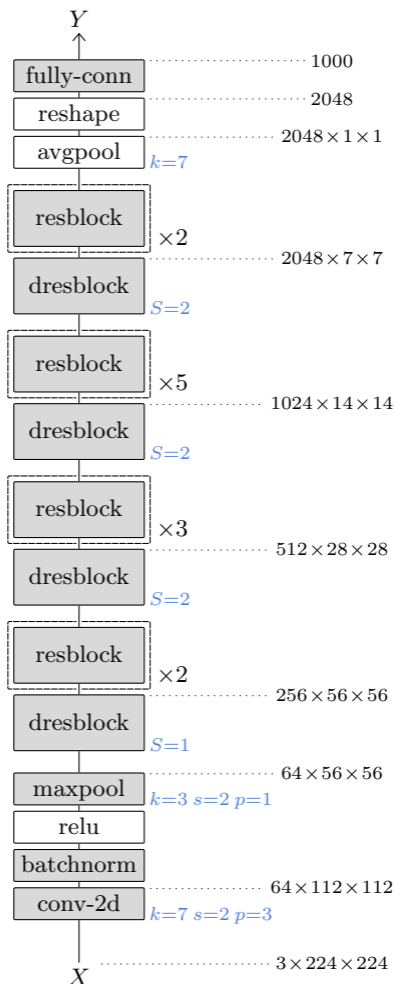 Y
fully-conn
1000
reshape
2048
avgpool
2048×1×1
k=7
resblock
×2
2048×7×7
dresblock
S=2
resblock
×5
1024×14×14
dresblock
S=2
resblock
×3
512×28×28
dresblock
S=2
resblock
×2
256×56×56
dresblock
S=1
64×56×56
maxpool
k=3 s=2 p=1
relu
batchnorm
64×112×112
conv-2d
k=7 s=2 p=3
X
3×224×224